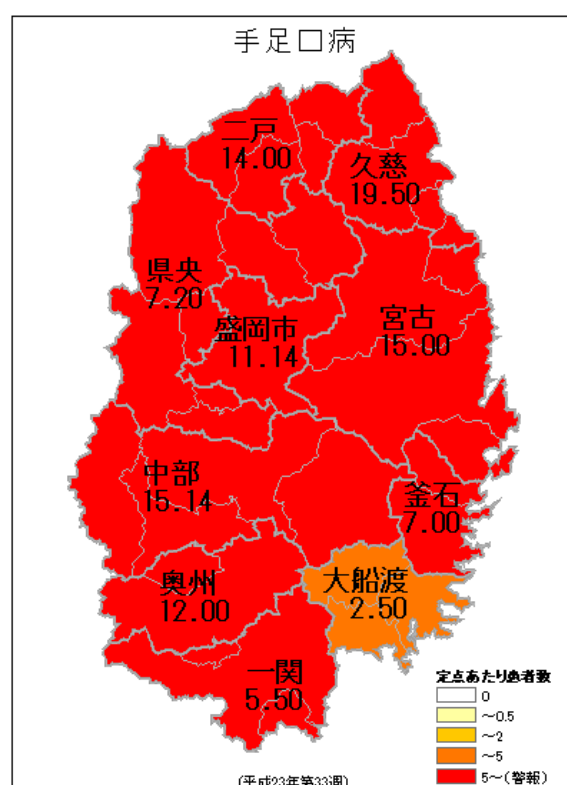 手足口病
二戸
14.00
久慈
19.50
県央
7.20
盛岡市
11.14
宮古
15.00
中部
15.14
釜石
7.00
奥州
12.00
大船渡
2.50
一関
5.50
定点あたり患者数
0
～0.5
～2
～5
5～(警報)
(平成23年第33週)